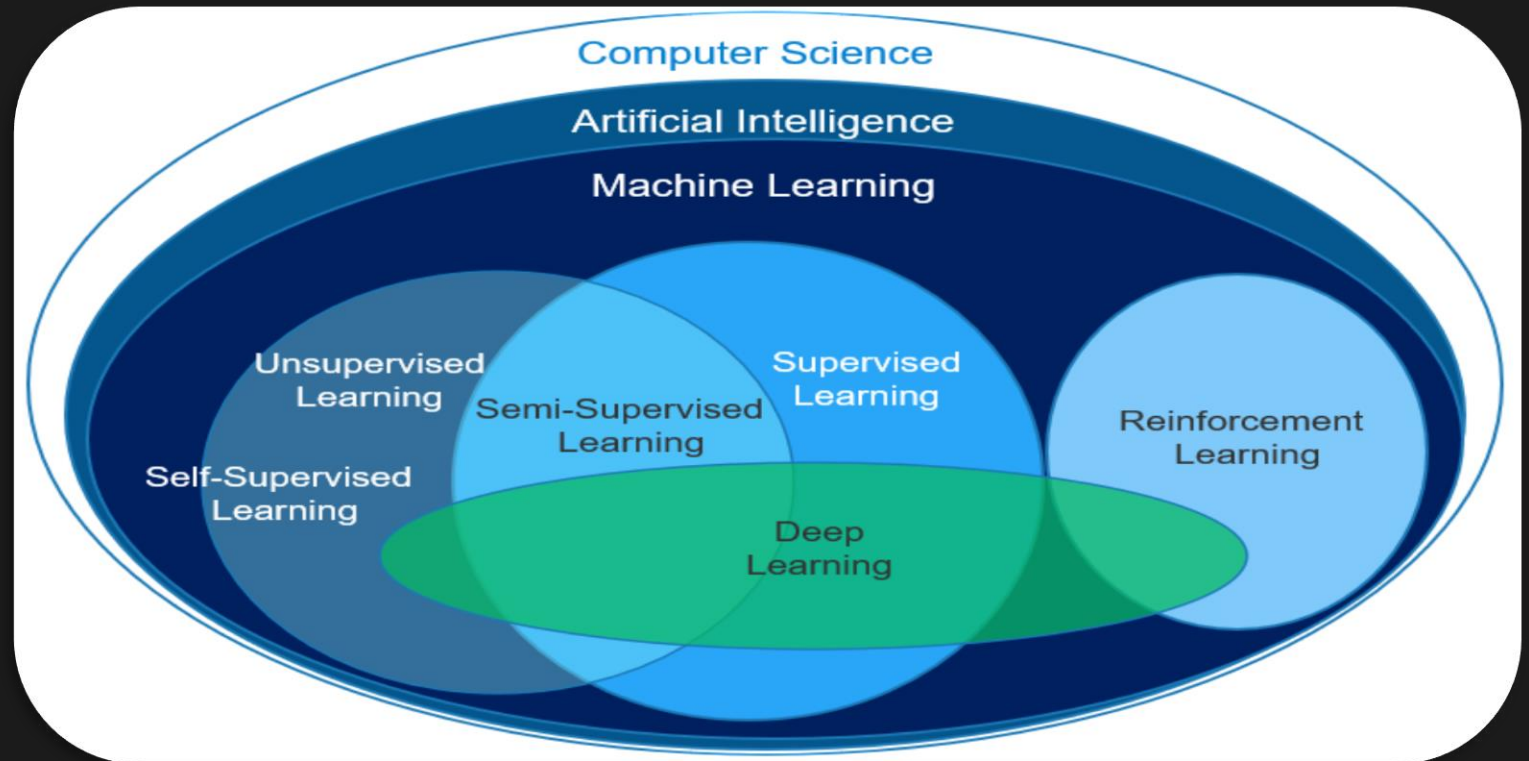 Computer Science
Artificial Intelligence
Machine Learning
Unsupervised
Learning
Self-Supervised
Learning
Semi-Supervised
Learning
Supervised
Learning
Reinforcement
Learning
Deep
Learning